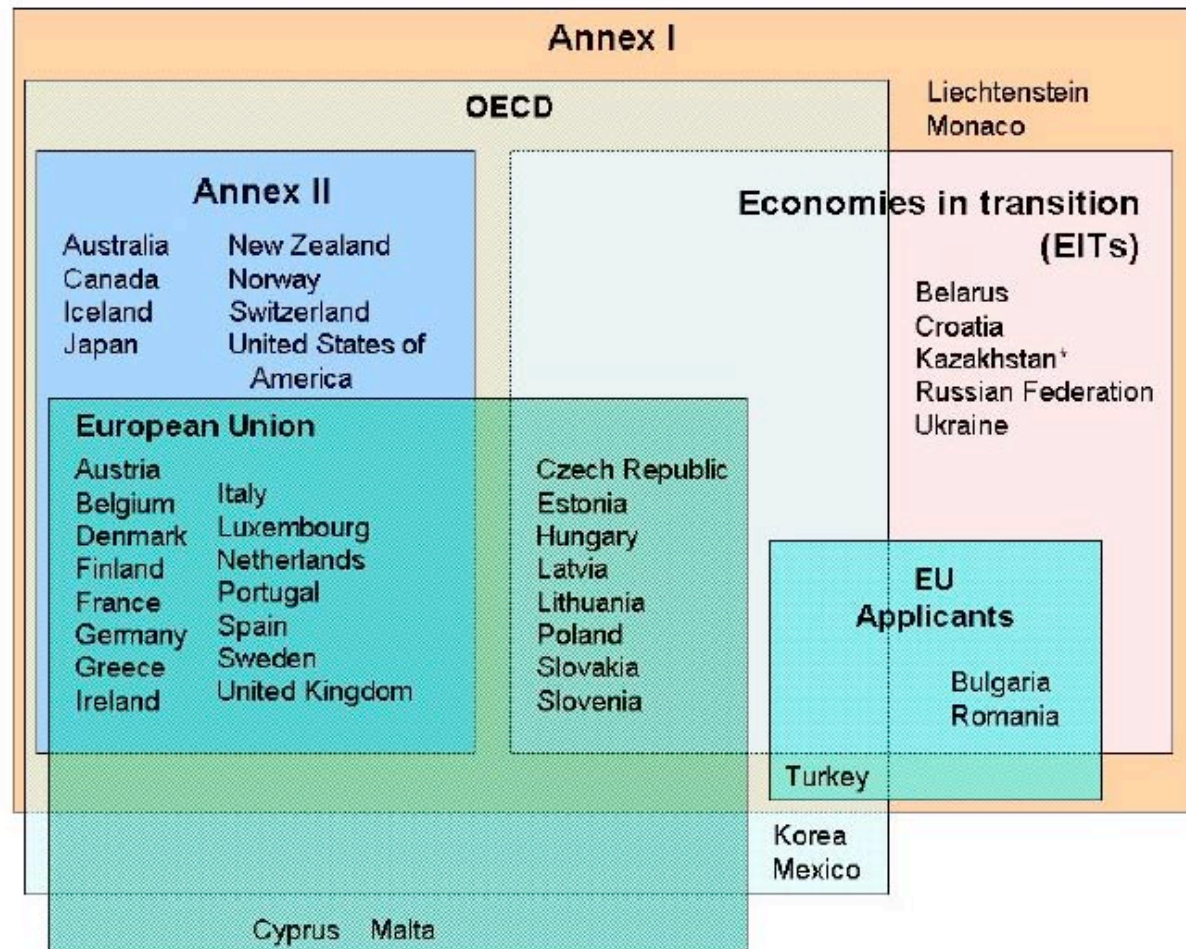 Annex I
OECD
Liechtenstein
Monaco
Annex II
Australia
Canada
Iceland
Japan
New Zealand
Norway
Switzerland
United States of
America
Economies in transition
(EITs)
Belarus
Croatia
Kazakhstan*
Russian Federation
Ukraine
European Union
Austria
Belgium
Denmark
Finland
France
Germany
Greece
Ireland
Italy
Luxembourg
Netherlands
Portugal
Spain
Sweden
United Kingdom
Czech Republic
Estonia
Hungary
Latvia
Lithuania
Poland
Slovakia
Slovenia
EU
Applicants
Bulgaria
Romania
Turkey
Korea
Mexico
Cyprus Malta